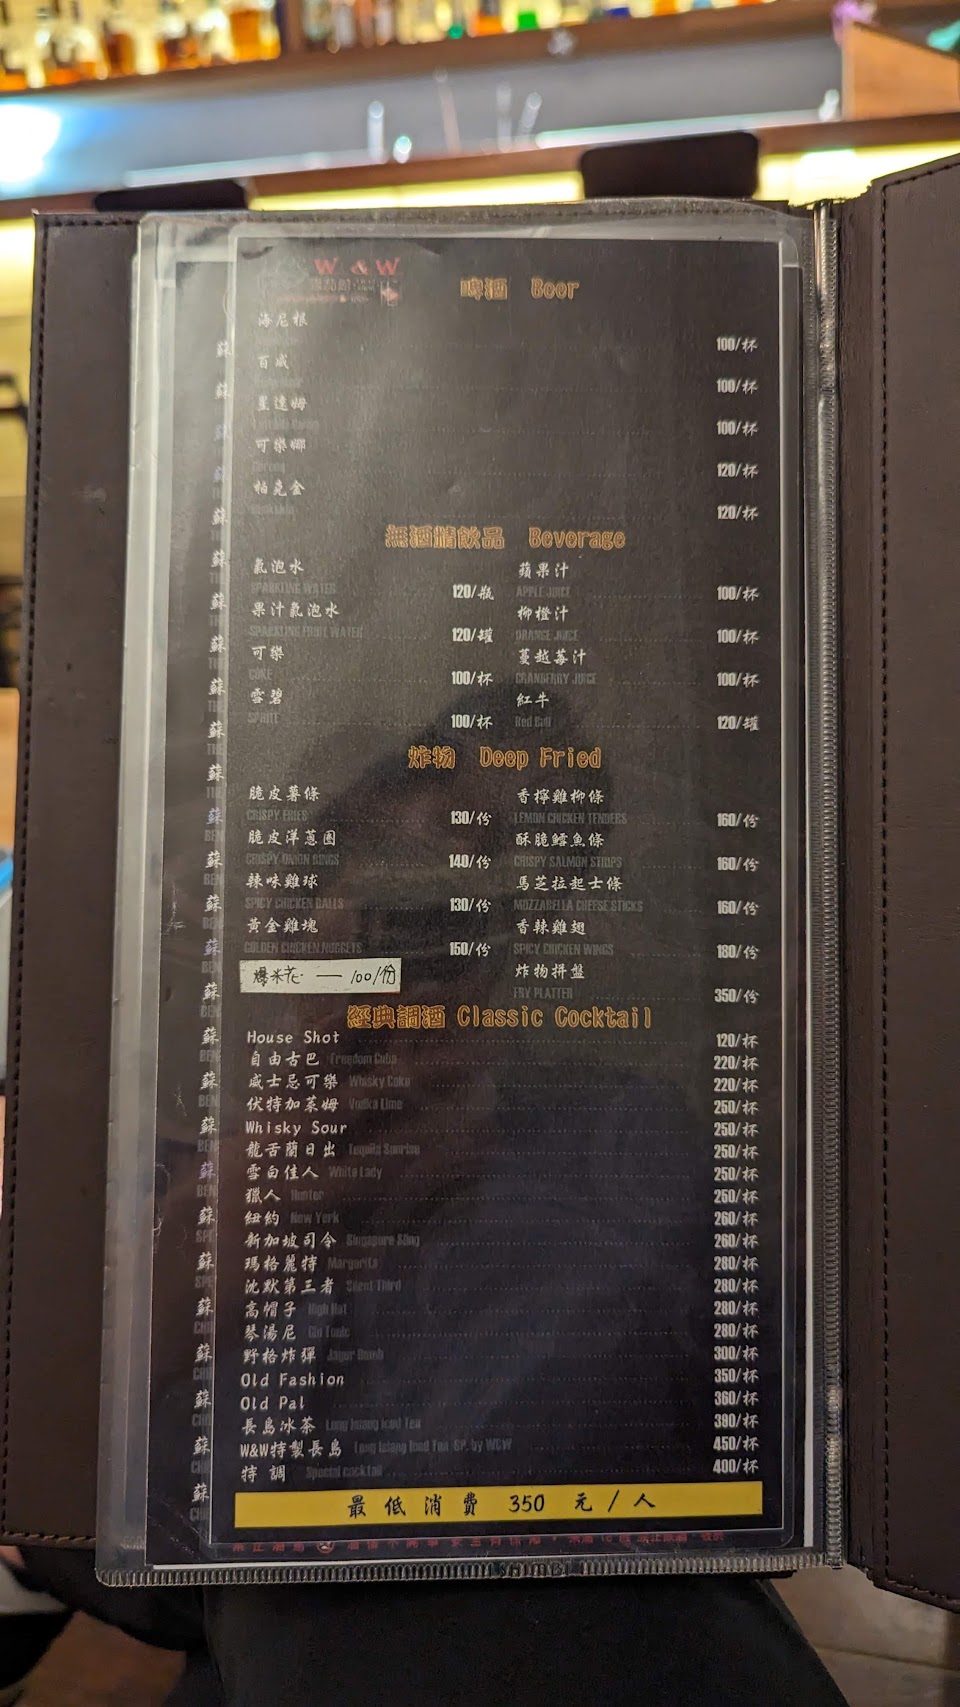 W & W
啤酒 Beer
海尼根
100/杯
百威
100/杯
星達姆
100/杯
可樂娜
Corona
120/杯
柏克金
120/杯
無酒精飲品 Beverage
氣泡水
SPARKLING WATER 120/瓶
果汁氣泡水
SPARKLING FRUIT WATER 120/罐
可樂
COKE 100/杯
雪碧
SPRITE 100/杯
蘋果汁
APPLE JUICE 100/杯
柳橙汁
ORANGE JUICE 100/杯
蔓越莓汁
CRANBERRY JUICE 100/杯
紅牛
Red Bull 120/罐
炸物 Deep Fried
脆皮薯條
CRISPY FRIES 130/份
脆皮洋蔥圈
CRISPY ONION RINGS 140/份
辣味雞球
SPICY CHICKEN BALLS 130/份
黃金雞塊
GOLDEN CHICKEN NUGGETS 150/份
爆米花 — 100/份
香檸雞柳條
LEMON CHICKEN TENDERS 160/份
酥脆鱈魚條
CRISPY SALMON STRIPS 160/份
馬芝拉起士條
MOZZARELLA CHEESE STICKS 160/份
香辣雞翅
SPICY CHICKEN WINGS 180/份
炸物拼盤
FRY PLATTER 350/份
經典調酒 Classic Cocktail
House Shot 120/杯
自由古巴 Freedom Cuba 220/杯
威士忌可樂 Whisky Coke 220/杯
伏特加萊姆 Vodka Lime 250/杯
Whisky Sour 250/杯
龍舌蘭日出 Tequila Sunrise 250/杯
雪白佳人 White Lady 250/杯
獵人 Hunter 250/杯
紐約 New York 260/杯
新加坡司令 Singapore Sling 260/杯
瑪格麗特 Margarita 280/杯
沈默第三者 Silent Third 280/杯
高帽子 High Hat 280/杯
琴湯尼 Gin Tonic 280/杯
野格炸彈 Jager Bomb 300/杯
Old Fashion 350/杯
Old Pal 360/杯
長島冰茶 Long Island Iced Tea 390/杯
W&W特製長島 Long Island Iced Tea SP. by W&W 450/杯
特調 Special cocktail 400/杯
最低消費 350 元/人